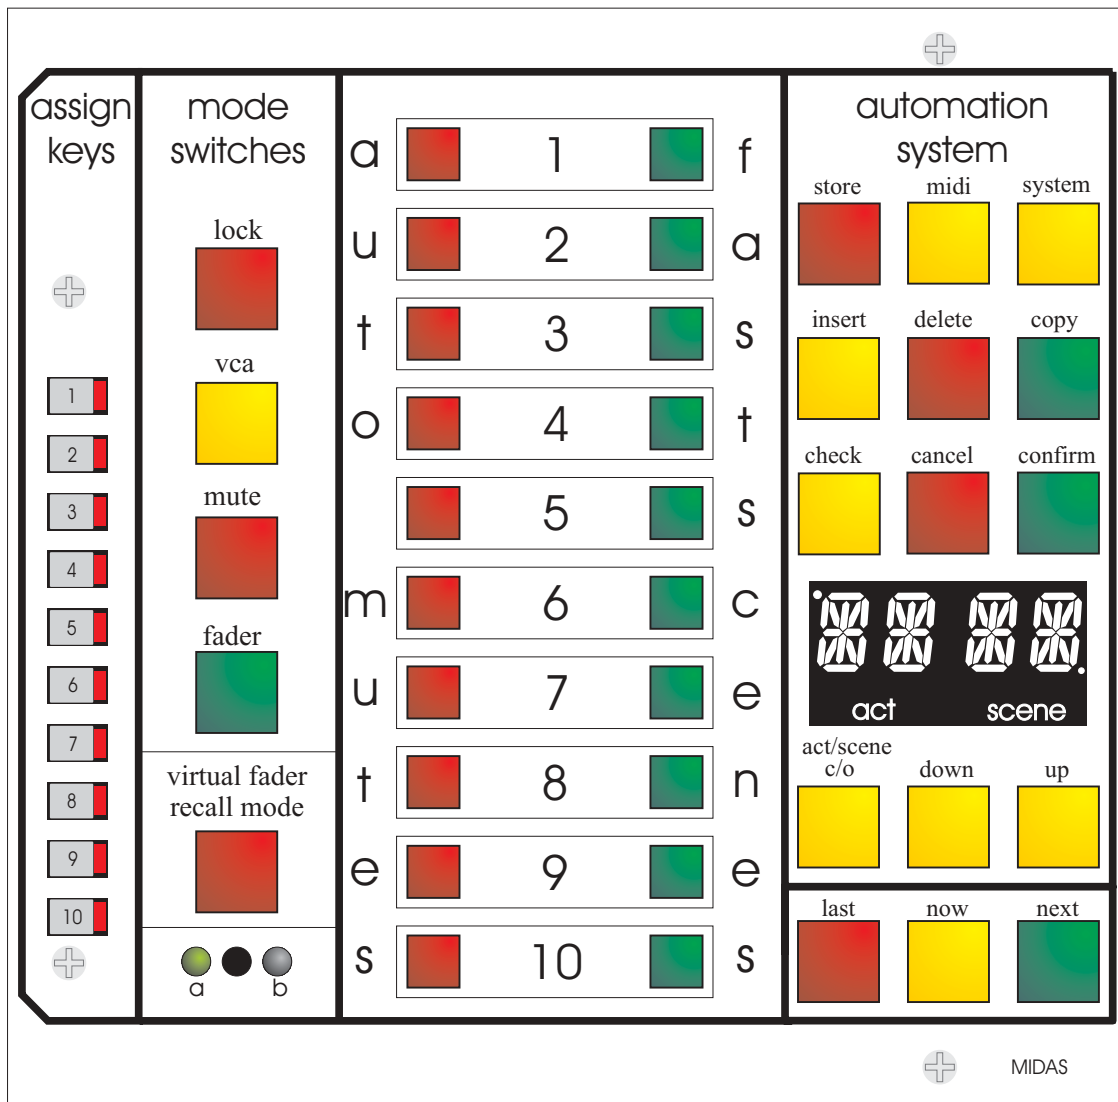 assign
keys
1
2
3
4
5
6
7
8
9
10
mode
switches
lock
vca
mute
fader
virtual fader
recall mode
a b
automutes
1
2
3
4
5
6
7
8
9
10
fastscenes
automation
system
store midi system
insert delete copy
check cancel confirm
act scene
act/scene
c/o down up
last now next
MIDAS